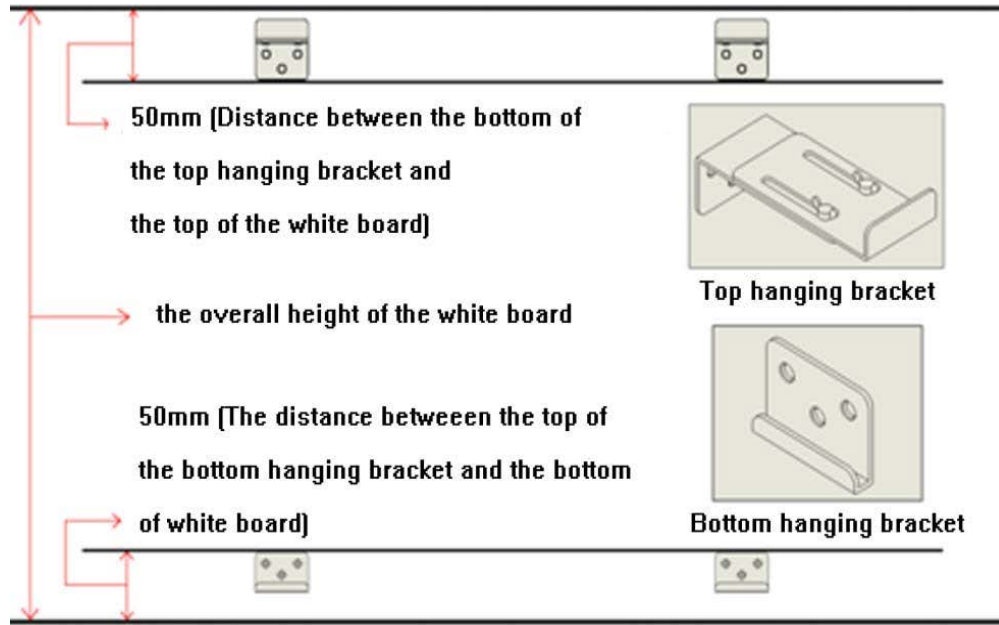 50mm (Distance between the bottom of
the top hanging bracket and
the top of the white board)
Top hanging bracket
the overall height of the white board
50mm (The distance betweeen the top of
the bottom hanging bracket and the bottom
of white board)
Bottom hanging bracket